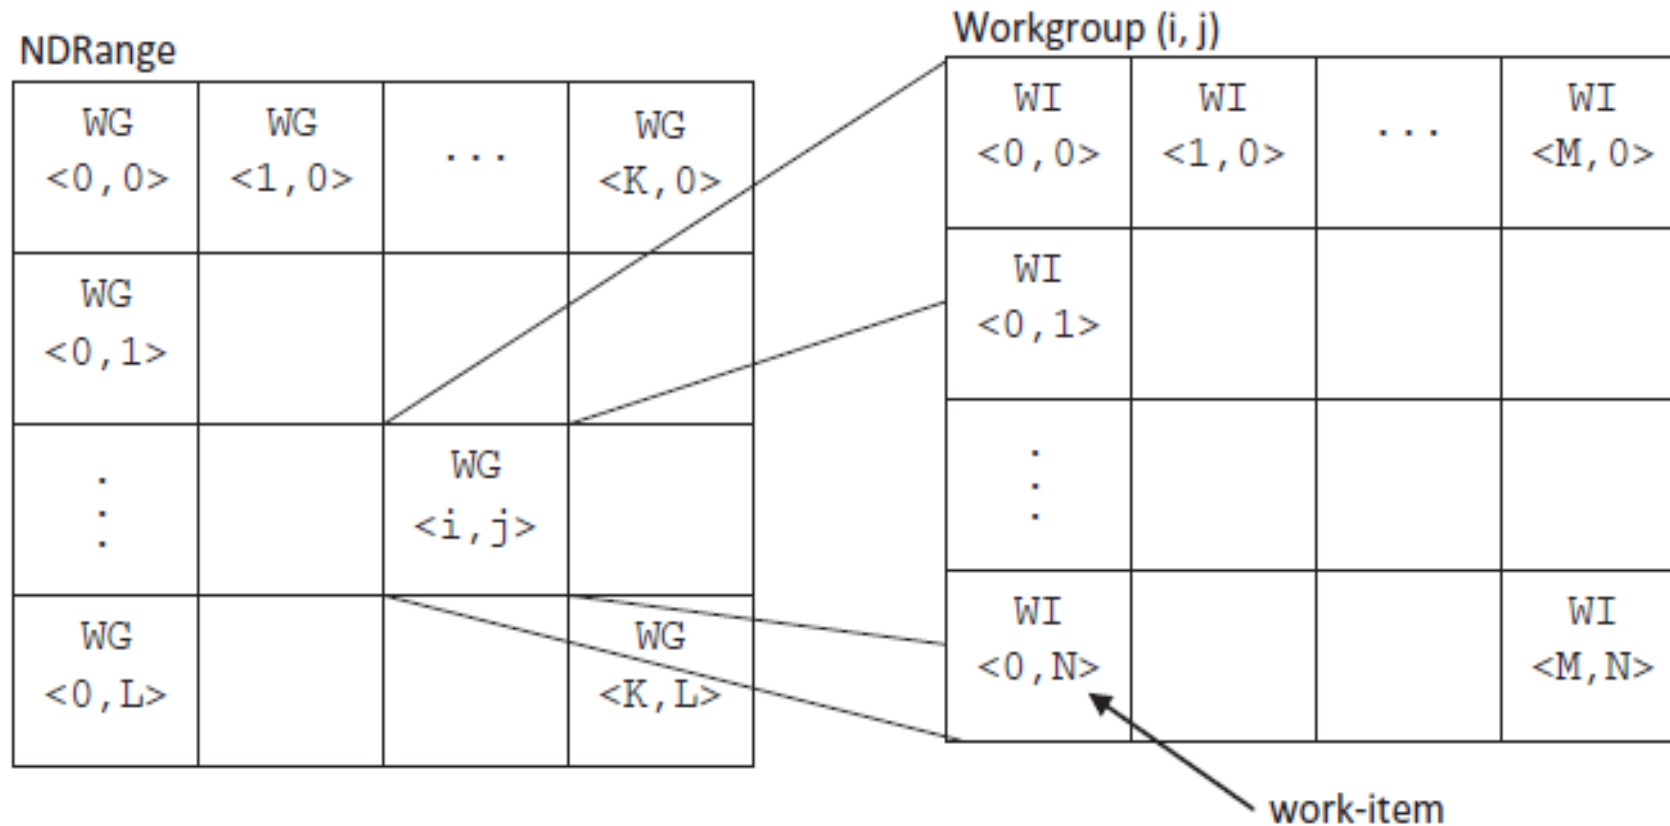 NDRange
WG WG WG
<0,0> <1,0> ... <K,0>
WG
<0,1>
WG
<i,j>
WG WG
<0,L> <K,L>
Workgroup (i, j)
WI WI WI
<0,0> <1,0> ... <M,0>
WI
<0,1>
WI WI
<0,N> <M,N>
work-item